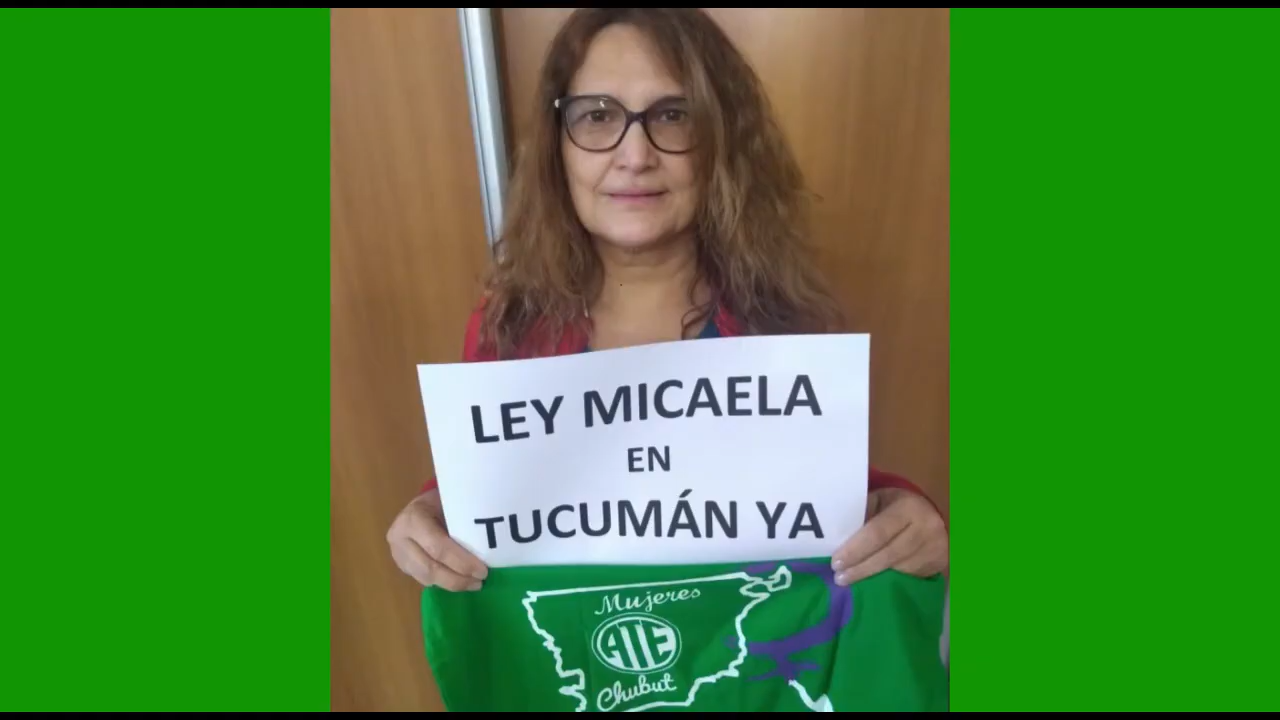 LEY MICAELA
EN
TUCUMÁN YA
Mujeres
ATE
Chubut